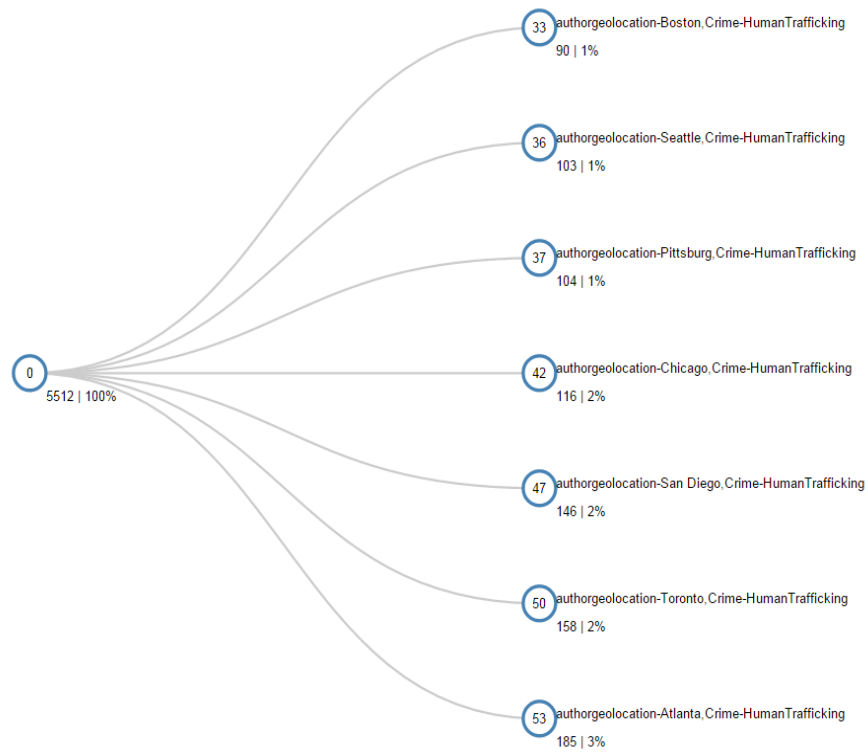 33 authorgeolocation-Boston,Crime-HumanTrafficking
90 | 1%
36 authorgeolocation-Seattle,Crime-HumanTrafficking
103 | 1%
37 authorgeolocation-Pittsburg,Crime-HumanTrafficking
104 | 1%
0
5512 | 100%
42 authorgeolocation-Chicago,Crime-HumanTrafficking
116 | 2%
47 authorgeolocation-San Diego,Crime-HumanTrafficking
146 | 2%
50 authorgeolocation-Toronto,Crime-HumanTrafficking
158 | 2%
53 authorgeolocation-Atlanta,Crime-HumanTrafficking
185 | 3%